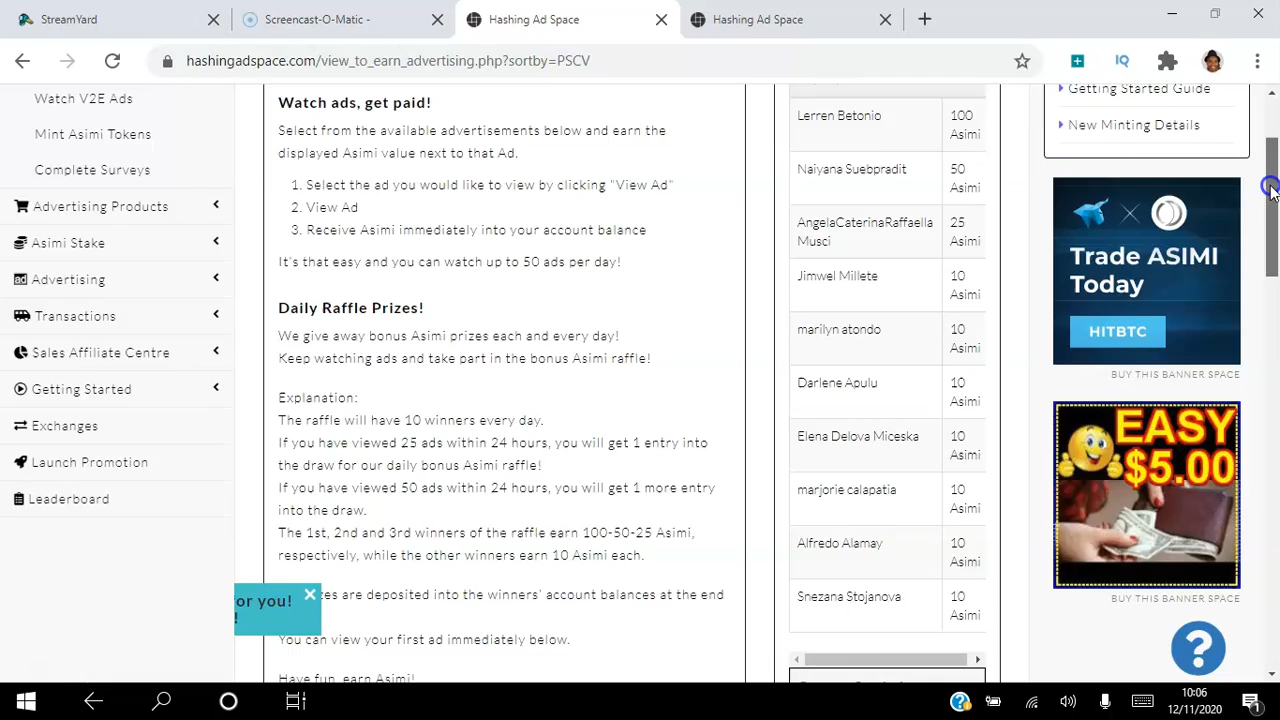 StreamYard
Screencast-O-Matic -
Hashing Ad Space
Hashing Ad Space
hashingadspace.com/view_to_earn_advertising.php?sortby=PSCV
IQ
Watch V2E Ads
Mint Asimi Tokens
Complete Surveys
Advertising Products
Asimi Stake
Advertising
Transactions
Sales Affiliate Centre
Getting Started
Exchanges
Launch Promotion
Leaderboard
Watch ads, get paid!
Select from the available advertisements below and earn the
displayed Asimi value next to that Ad.
1. Select the ad you would like to view by clicking "View Ad"
2. View Ad
3. Receive Asimi immediately into your account balance
It's that easy and you can watch up to 50 ads per day!
Daily Raffle Prizes!
We give away bonus Asimi prizes each and every day!
Keep watching ads and take part in the bonus Asimi raffle!
Explanation:
The raffle will have 10 winners every day.
If you have viewed 25 ads within 24 hours, you will get 1 entry into
the draw for our daily bonus Asimi raffle!
If you have viewed 50 ads within 24 hours, you will get 1 more entry
into the draw.
The 1st, 2nd and 3rd winners of the raffle earn 100-50-25 Asimi,
respectively, while the other winners earn 10 Asimi each.
es are deposited into the winners' account balances at the end
or you!
!
You can view your first ad immediately below.
Have fun, earn Asimi!
Lerren Betonio 100 Asimi
Naiyana Suebpradit 50 Asimi
AngelaCaterinaRaffaella Musci 25 Asimi
Jimwel Millete 10 Asimi
marilyn atondo 10 Asimi
Darlene Apulu 10 Asimi
Elena Delova Miceska 10 Asimi
marjorie calapatia 10 Asimi
Alfredo Alamay 10 Asimi
Snezana Stojanova 10 Asimi
Getting Started Guide
New Minting Details
Trade ASIMI
Today
HITBTC
BUY THIS BANNER SPACE
EASY
$5.00
BUY THIS BANNER SPACE
?
10:06
12/11/2020
1